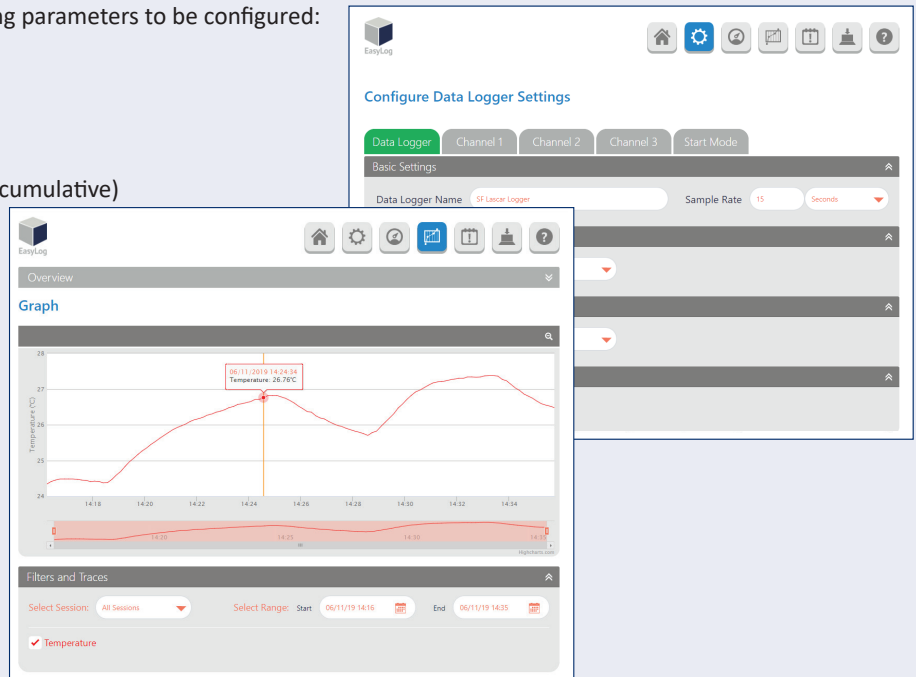 ng parameters to be configured:
cumulative)
EasyLog
Configure Data Logger Settings
Data Logger
Channel 1
Channel 2
Channel 3
Start Mode
Basic Settings
Data Logger Name
SF Lascar Logger
Sample Rate
15
Seconds
EasyLog
Overview
Graph
28
27
26
25
24
Temperature (°C)
06/11/2019 14:24:34
Temperature: 26.76°C
14:18
14:20
14:22
14:24
14:26
14:28
14:30
14:32
14:34
14:20
14:25
14:30
14:35
Highcharts.com
Filters and Traces
Select Session:
All Sessions
Select Range:
Start
06/11/19 14:16
End
06/11/19 14:35
Temperature